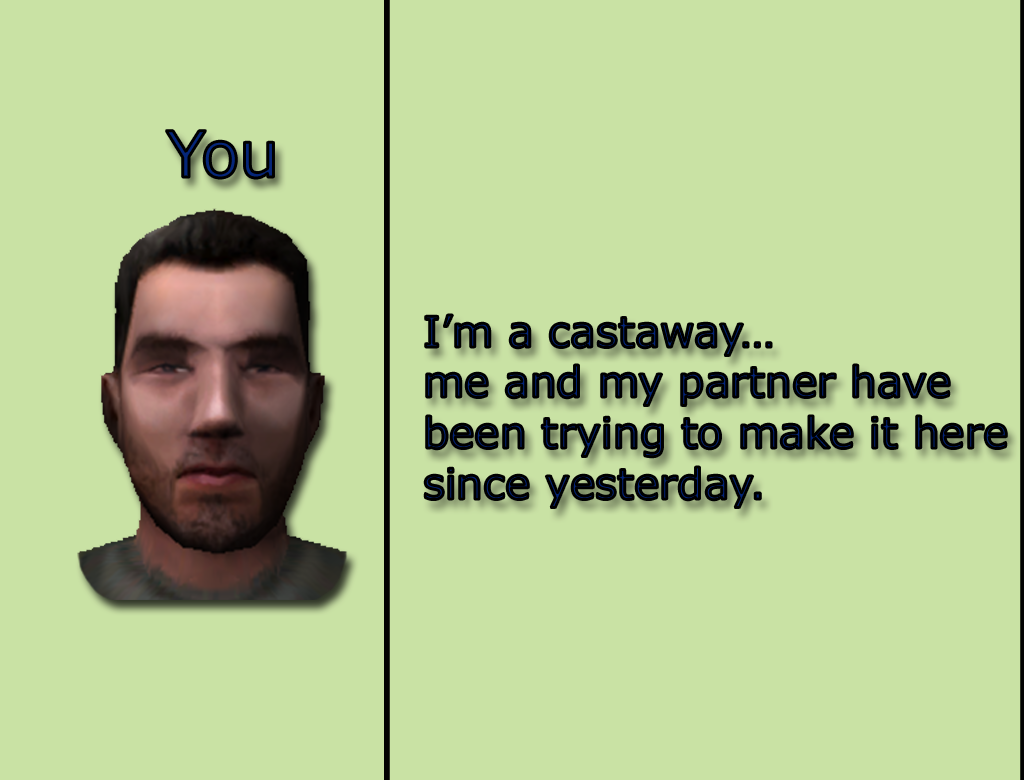 You
I’m a castaway...
me and my partner have
been trying to make it here
since yesterday.